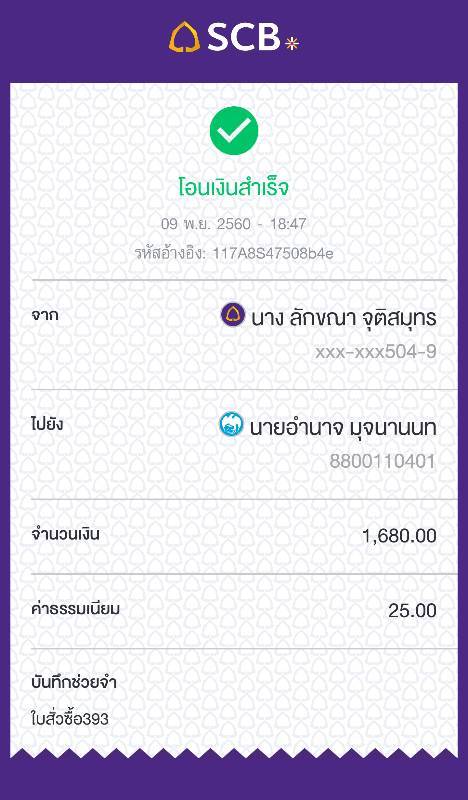 SCB
โอนเงินสำเร็จ
09 พ.ย. 2560 - 18:47
รหัสอ้างอิง: 117A8S47508b4e
จาก
นาง ลักขณา จุติสมุทร
xxx-xxx504-9
ไปยัง
นายอำนาจ มุจนานนท
8800110401
จำนวนเงิน 1,680.00
ค่าธรรมเนียม 25.00
บันทึกช่วยจำ
ใบสั่วซื้อ393